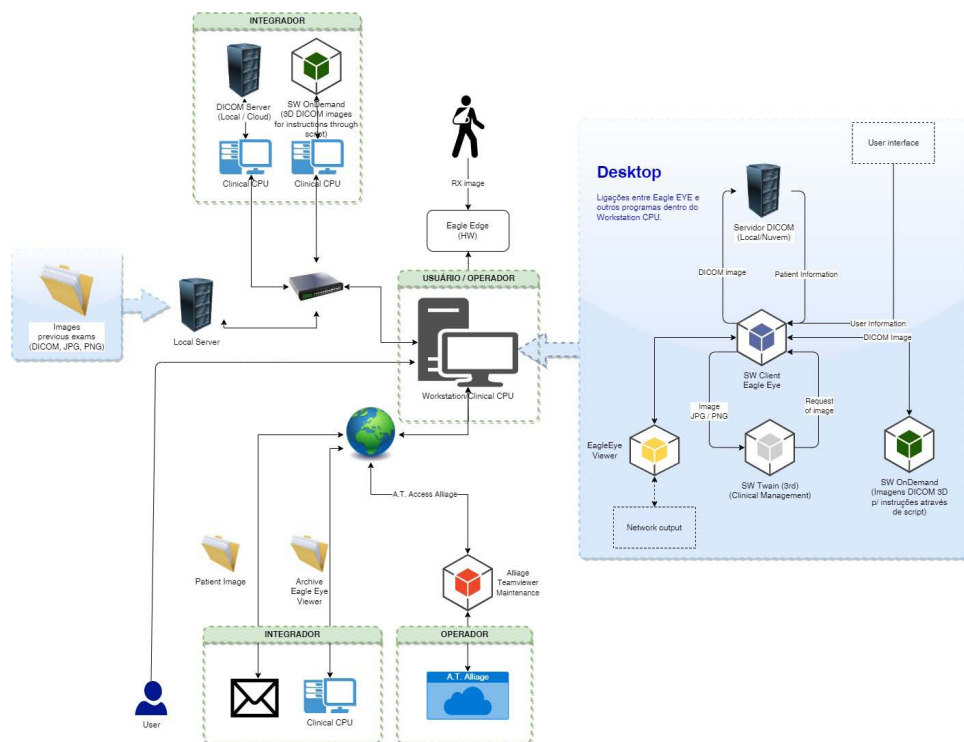 INTEGRADOR
DICOM Server
(Local / Cloud)
SW OnDemand
(3D DICOM images
for instructions through
script)
Clinical CPU
Clinical CPU
RX image
Eagle Edge
(HW)
Images
previous exams
(DICOM, JPG, PNG)
Local Server
USUÁRIO / OPERADOR
Workstation/Clinical CPU
A.T. Access Alliage
Patient Image
Archive
Eagle Eye
Viewer
Alliage
Teamviewer
Maintenance
INTEGRADOR
Clinical CPU
OPERADOR
A.T. Alliage
User
User interface
Desktop
Ligações entre Eagle EYE e
outros programas dentro do
Workstation CPU.
Servidor DICOM
(Local/Nuvem)
DICOM image
Patient Information
User Information
DICOM Image
SW Client
Eagle Eye
Image
JPG / PNG
Request
of image
EagleEye
Viewer
SW Twain (3rd)
(Clinical Management)
SW OnDemand
(Imagens DICOM 3D
p/ instruções através
de script)
Network output